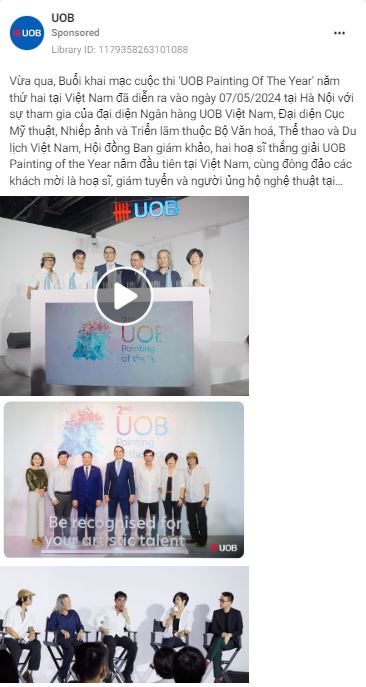 UOB
UOB
Sponsored
Library ID: 1179358263101088
Vừa qua, Buổi khai mạc cuộc thi 'UOB Painting Of The Year' năm
thứ hai tại Việt Nam đã diễn ra vào ngày 07/05/2024 tại Hà Nội với
sự tham gia của đại diện Ngân hàng UOB Việt Nam, Đại diện Cục
Mỹ thuật, Nhiếp ảnh và Triển lãm thuộc Bộ Văn hoá, Thể thao và Du
lịch Việt Nam, Hội đồng Ban giám khảo, hai hoạ sĩ thắng giải UOB
Painting of the Year năm đầu tiên tại Việt Nam, cùng đông đảo các
khách mời là hoạ sĩ, giám tuyển và người ủng hộ nghệ thuật tại...
UOB
2nd
UOB
Painting
of the Year
2nd
UOB
Painting
Be recognised for
your artistic talent
UOB